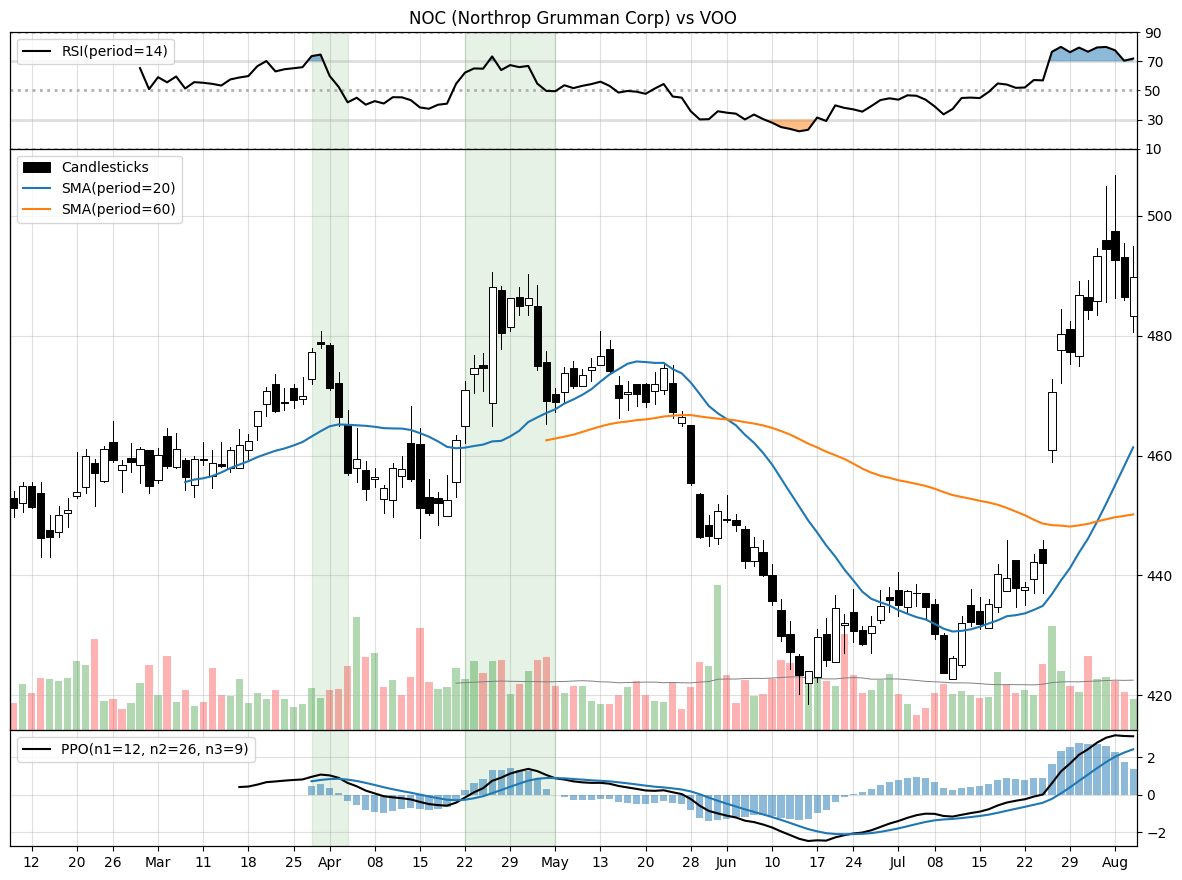 NOC (Northrop Grumman Corp) vs VOO
RSI(period=14)
90
70
50
30
10
Candlesticks
SMA(period=20)
SMA(period=60)
500
480
460
440
420
PPO(n1=12, n2=26, n3=9)
2
0
−2
12 20 26 Mar 11 18 25 Apr 08 15 22 29 May 13 20 28 Jun 10 17 24 Jul 08 15 22 29 Aug